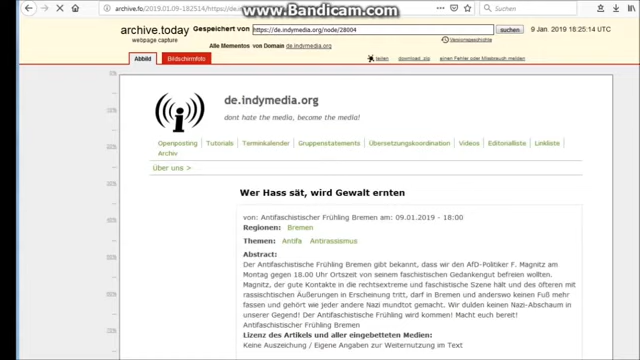 www.Bandicam.com
archive.fo/2019.01.09-182514/https://de.in
Suchen
archive.today
webpage capture
Gespeichert von
https://de.indymedia.org/node/28004
suchen
9 Jan. 2019 18:25:14 UTC
Alle Mementos von Domain de.indymedia.org
Versionsgeschichte
Abbild
Bildschirmfoto
teilen
download .zip
einen Fehler oder Missbrauch melden
de.indymedia.org
dont hate the media, become the media!
Openposting Tutorials Terminkalender Gruppenstatements Übersetzungskoordination Videos Editorialliste Linkliste
Archiv
Über uns >
Wer Hass sät, wird Gewalt ernten
von: Antifaschistischer Frühling Bremen am: 09.01.2019 - 18:00
Regionen: Bremen
Themen: Antifa Antirassismus
Abstract:
Der Antifaschistische Frühling Bremen gibt bekannt, dass wir den AfD-Politiker F. Magnitz am
Montag gegen 18.00 Uhr Ortszeit von seinem faschistischen Gedankengut befreien wollten.
Magnitz, der gute Kontakte in die rechtsextreme und faschistische Szene hält und des öfteren mit
rassischtischen Äußerungen in Erscheinung tritt, darf in Bremen und anderswo keinen Fuß mehr
fassen und gehört wie jeder andere Nazi mundtot gemacht. Wir dulden keinen Nazi-Abschaum in
unserer Gegend! Der Antifaschistische Frühling wird kommen! Macht euch bereit!
Antifaschistischer Frühling Bremen
Lizenz des Artikels und aller eingebetteten Medien:
Keine Auszeichnung / Eigene Angaben zur Weiternutzung im Text